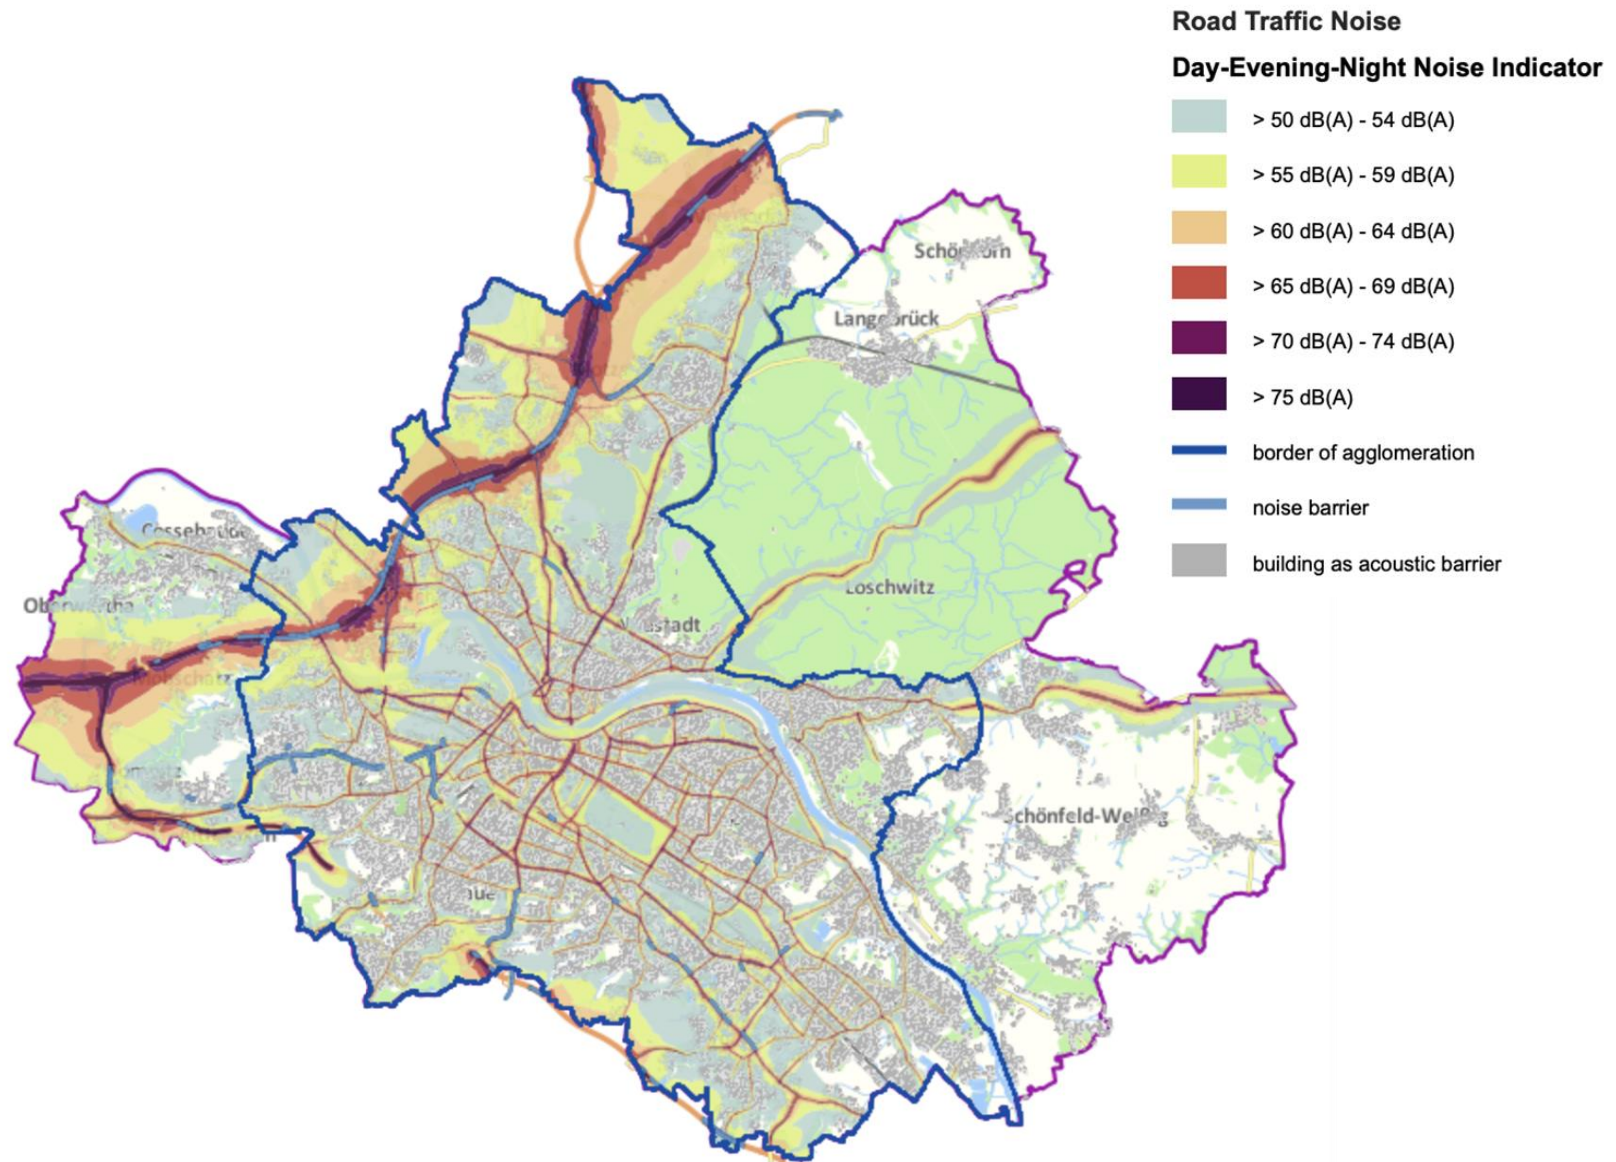 Road Traffic Noise
Day-Evening-Night Noise Indicator
> 50 dB(A) - 54 dB(A)
> 55 dB(A) - 59 dB(A)
> 60 dB(A) - 64 dB(A)
> 65 dB(A) - 69 dB(A)
> 70 dB(A) - 74 dB(A)
> 75 dB(A)
border of agglomeration
noise barrier
building as acoustic barrier
Langebrück
Loschwitz